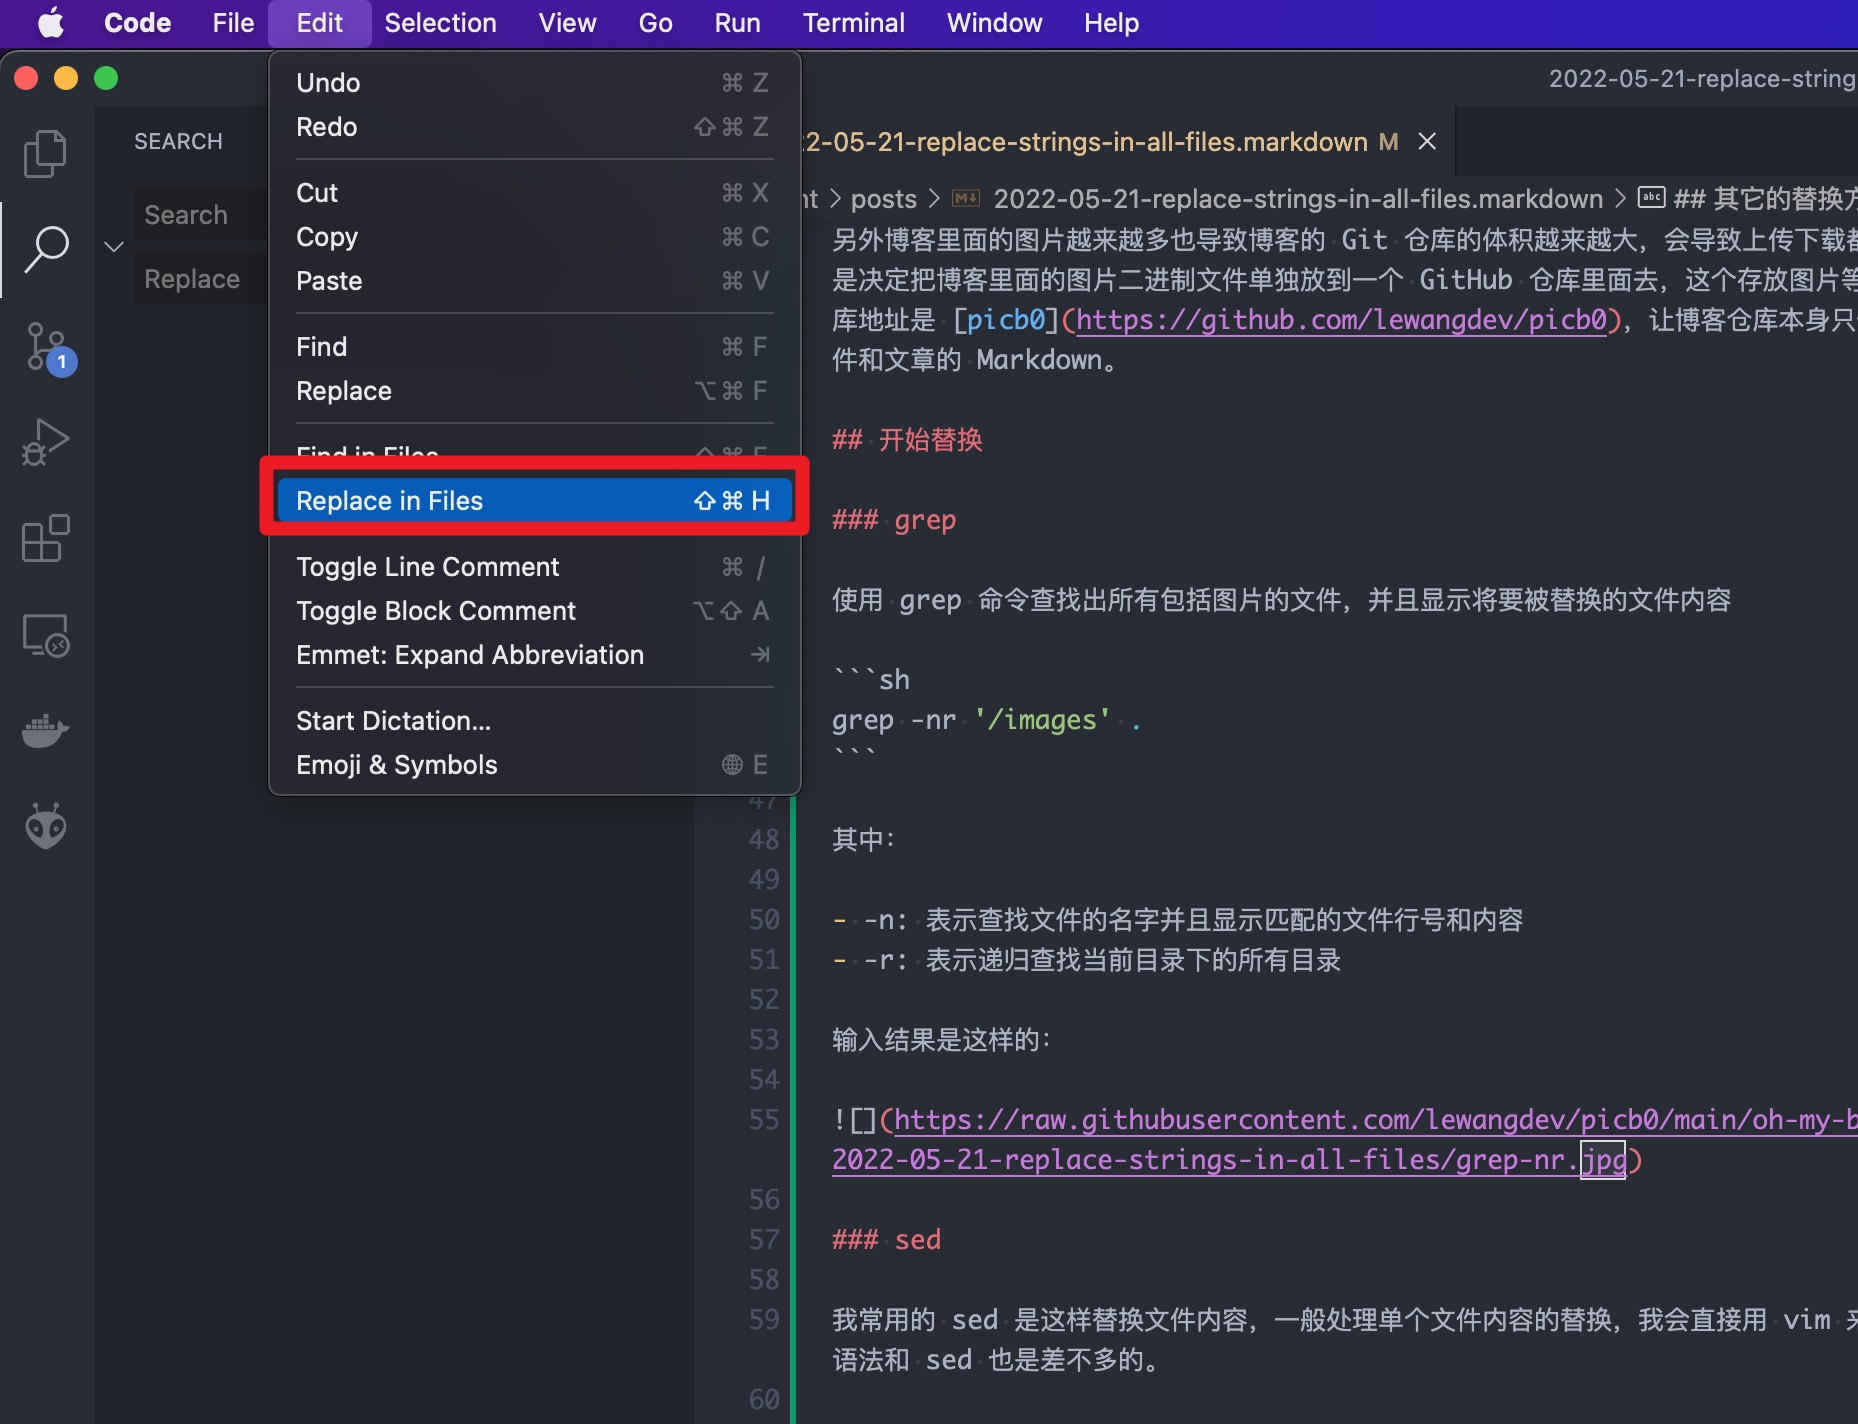 Code File Edit Selection View Go Run Terminal Window Help
2022-05-21-replace-string
SEARCH
Search
Replace
1
Undo ⌘ Z
Redo ⇧⌘ Z
Cut ⌘ X
Copy ⌘ C
Paste ⌘ V
Find ⌘ F
Replace ⌥⌘ F
Find in Files ⇧⌘ F
Replace in Files ⇧⌘ H
Toggle Line Comment ⌘ /
Toggle Block Comment ⌥⇧ A
Emmet: Expand Abbreviation ⇥
Start Dictation...
Emoji & Symbols 🌐 E
2-05-21-replace-strings-in-all-files.markdown M ×
nt > posts > M↓ 2022-05-21-replace-strings-in-all-files.markdown > abc ## 其它的替换方
另外博客里面的图片越来越多也导致博客的 Git 仓库的体积越来越大，会导致上传下载都
是决定把博客里面的图片二进制文件单独放到一个 GitHub 仓库里面去，这个存放图片等
库地址是 [picb0](https://github.com/lewangdev/picb0)，让博客仓库本身只
件和文章的 Markdown。
## 开始替换
### grep
使用 grep 命令查找出所有包括图片的文件，并且显示将要被替换的文件内容
```sh
grep -nr '/images' .
```
47
48 其中：
49
50 - -n: 表示查找文件的名字并且显示匹配的文件行号和内容
51 - -r: 表示递归查找当前目录下的所有目录
52
53 输入结果是这样的：
54
55 ![](https://raw.githubusercontent.com/lewangdev/picb0/main/oh-my-b
2022-05-21-replace-strings-in-all-files/grep-nr.jpg)
56
57 ### sed
58
59 我常用的 sed 是这样替换文件内容，一般处理单个文件内容的替换，我会直接用 vim 来
语法和 sed 也是差不多的。
60